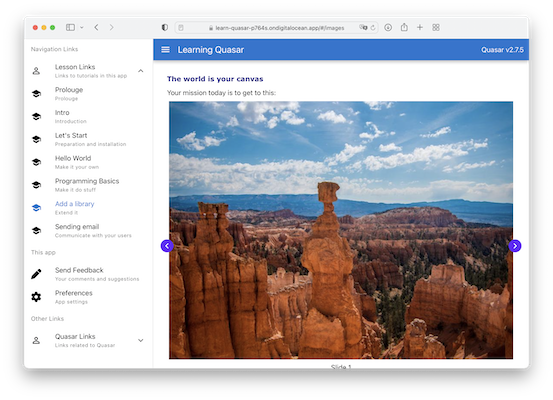 learn-quasar-p764s.ondigitalocean.app/#/images
Navigation Links
Lesson Links
Links to tutorials in this app
Prolouge
Prolouge
Intro
Introduction
Let's Start
Preparation and installation
Hello World
Make it your own
Programming Basics
Make it do stuff
Add a library
Extend it
Sending email
Communicate with your users
This app
Send Feedback
Your comments and suggestions
Preferences
App settings
Other Links
Quasar Links
Links related to Quasar
Learning Quasar
Quasar v2.7.5
The world is your canvas
Your mission today is to get to this:
Slide 1